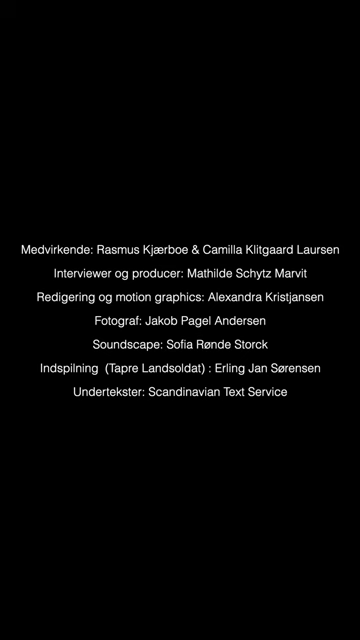 Medvirkende: Rasmus Kjærboe & Camilla Klitgaard Laursen
Interviewer og producer: Mathilde Schytz Marvit
Redigering og motion graphics: Alexandra Kristjansen
Fotograf: Jakob Pagel Andersen
Soundscape: Sofia Rønde Storck
Indspilning  (Tapre Landsoldat) : Erling Jan Sørensen
Undertekster: Scandinavian Text Service